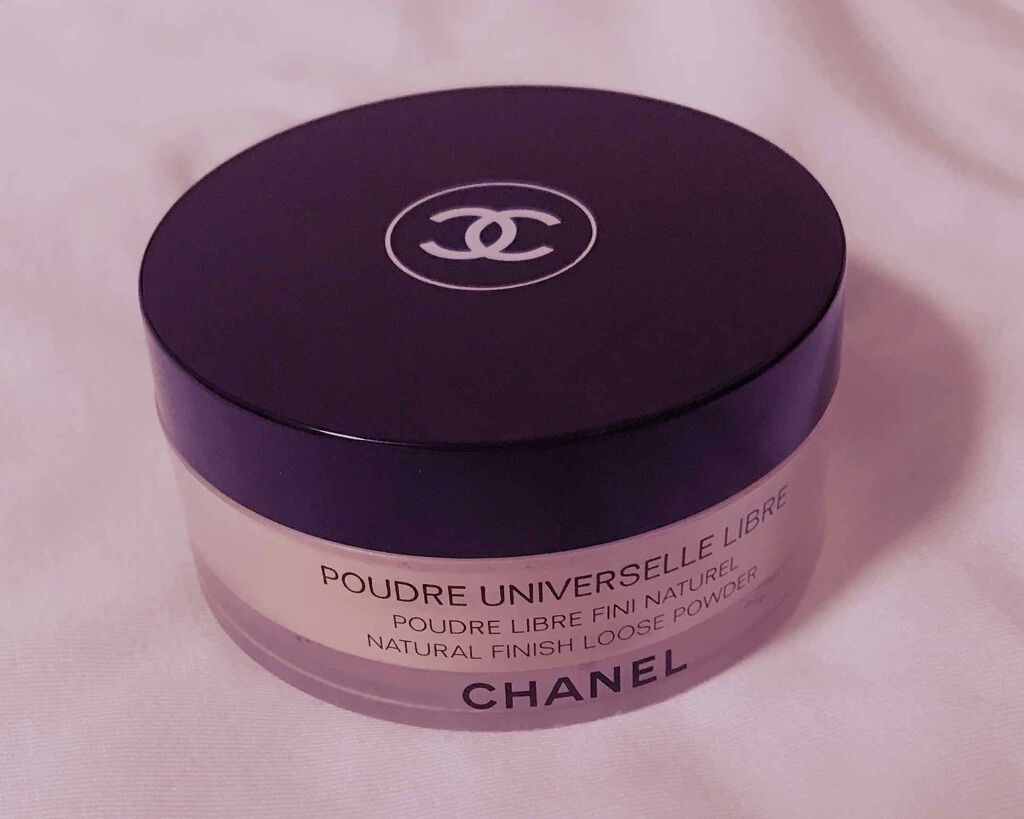 POUDRE UNIVERSELLE LIBRE
POUDRE LIBRE FINI NATUREL
NATURAL FINISH LOOSE POWDER
CHANEL